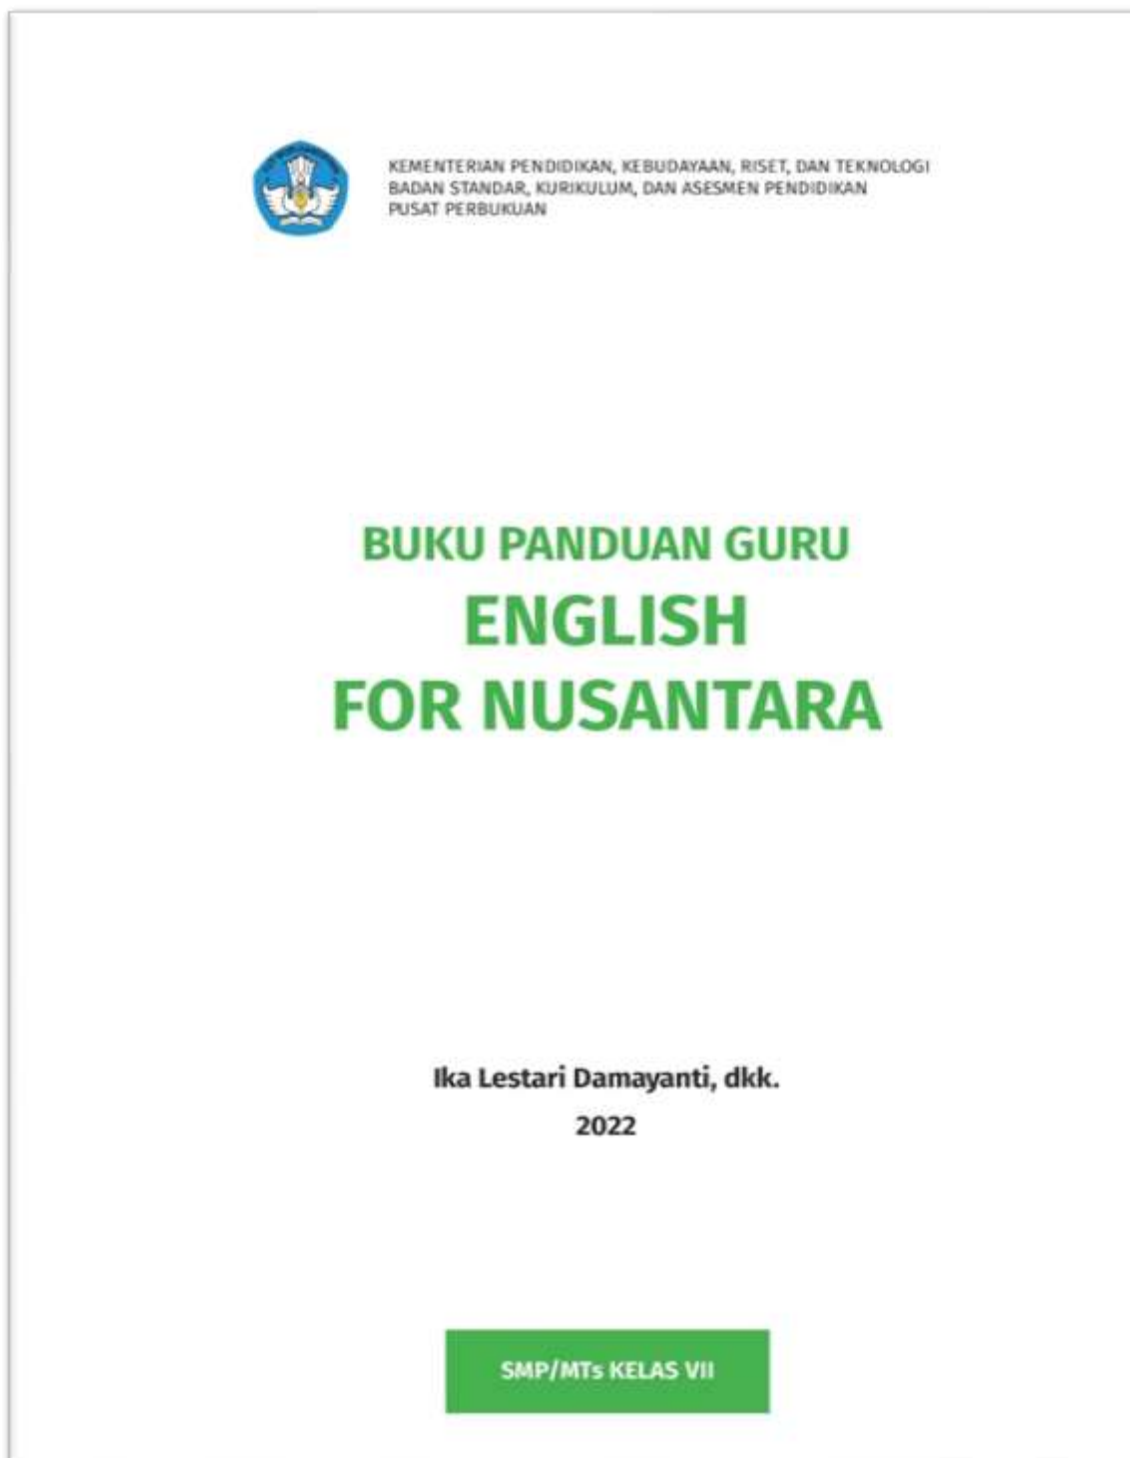 KEMENTERIAN PENDIDIKAN, KEBUDAYAAN, RISET, DAN TEKNOLOGI
BADAN STANDAR, KURIKULUM, DAN ASESMEN PENDIDIKAN
PUSAT PERBUKUAN
BUKU PANDUAN GURU
ENGLISH
FOR NUSANTARA
Ika Lestari Damayanti, dkk.
2022
SMP/MTs KELAS VII